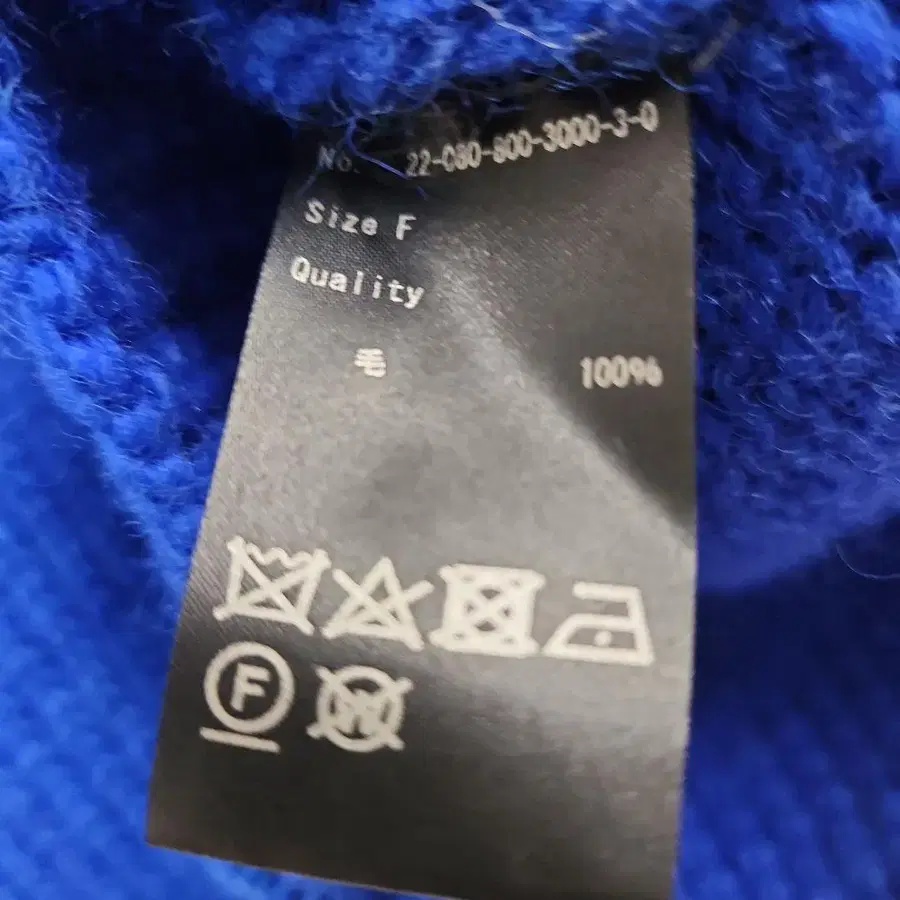 No. 22-080-800-3000-3-0
Size F
Quality
毛 100%
F
W